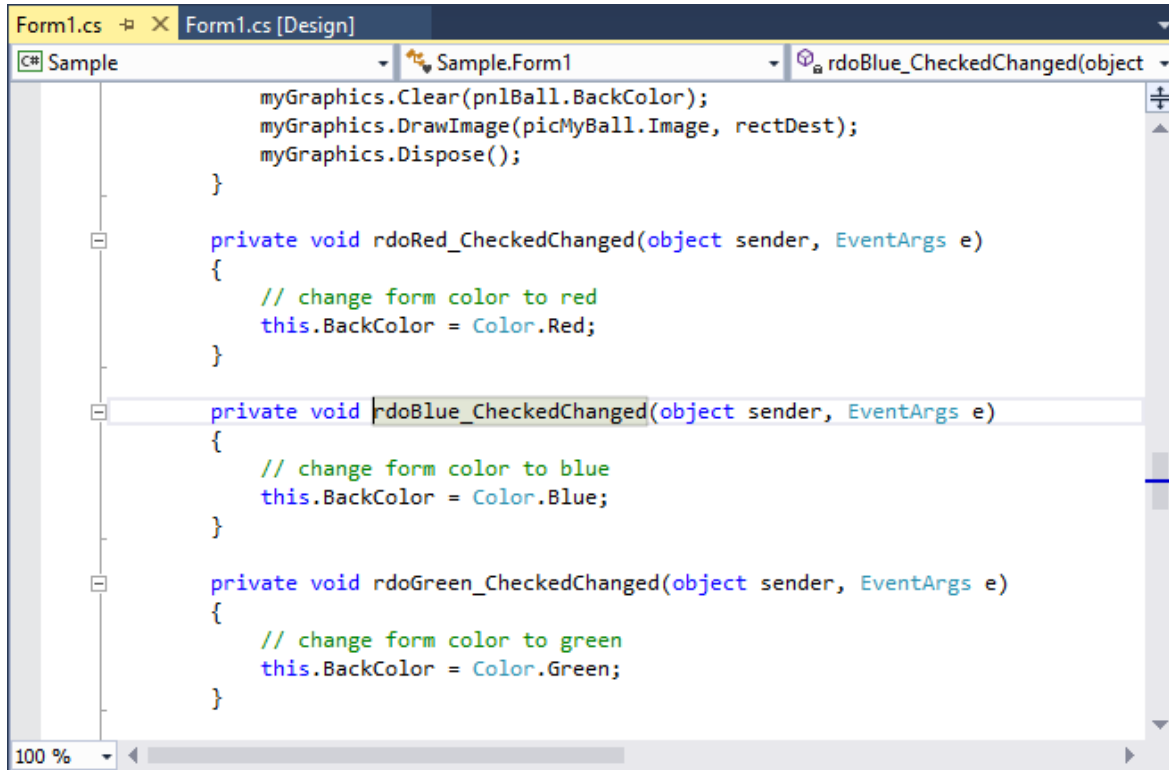 Form1.cs
Form1.cs [Design]
C# Sample
Sample.Form1
rdoBlue_CheckedChanged(object
myGraphics.Clear(pnlBall.BackColor);
myGraphics.DrawImage(picMyBall.Image, rectDest);
myGraphics.Dispose();
}
private void rdoRed_CheckedChanged(object sender, EventArgs e)
{
// change form color to red
this.BackColor = Color.Red;
}
private void rdoBlue_CheckedChanged(object sender, EventArgs e)
{
// change form color to blue
this.BackColor = Color.Blue;
}
private void rdoGreen_CheckedChanged(object sender, EventArgs e)
{
// change form color to green
this.BackColor = Color.Green;
}
100 %